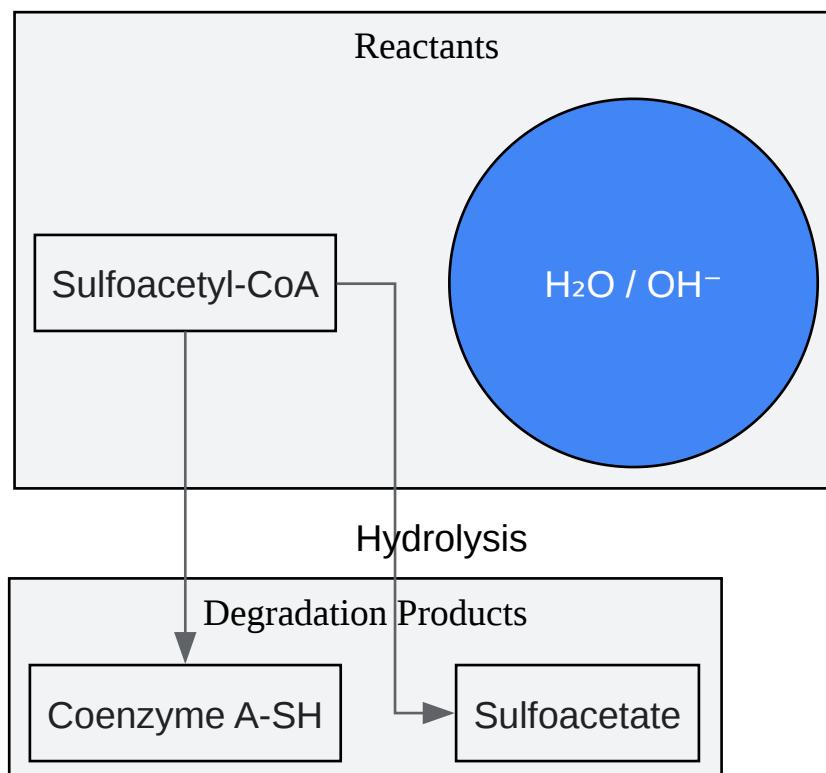 Reactants
Sulfoacetyl-CoA
H₂O / OH⁻
Hydrolysis
Degradation Products
Coenzyme A-SH
Sulfoacetate